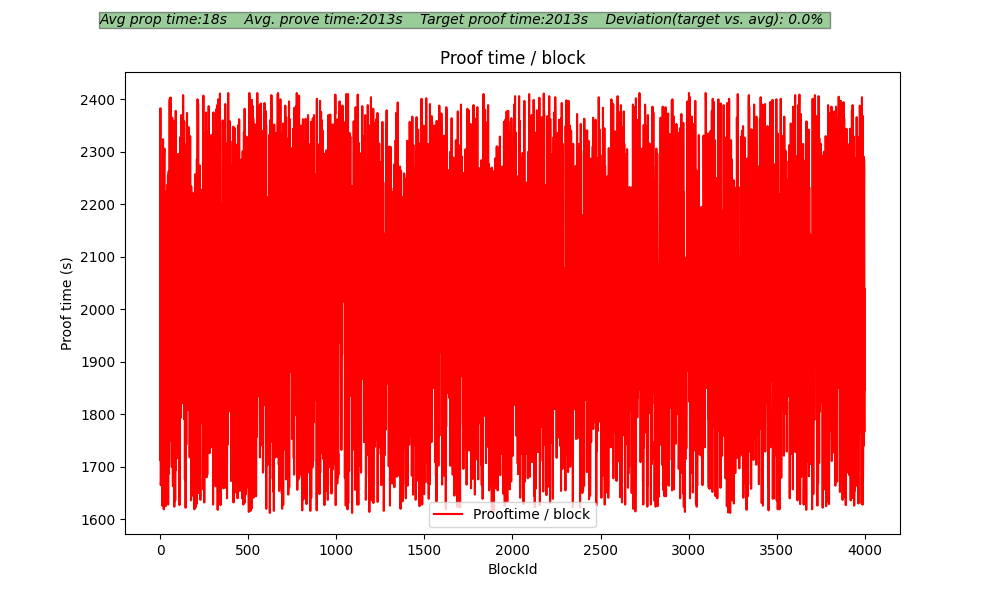 Avg prop time:18s    Avg. prove time:2013s    Target proof time:2013s    Deviation(target vs. avg): 0.0%
Proof time / block
2400
2300
2200
2100
2000
1900
1800
1700
1600
Proof time (s)
Prooftime / block
0 500 1000 1500 2000 2500 3000 3500 4000
BlockId